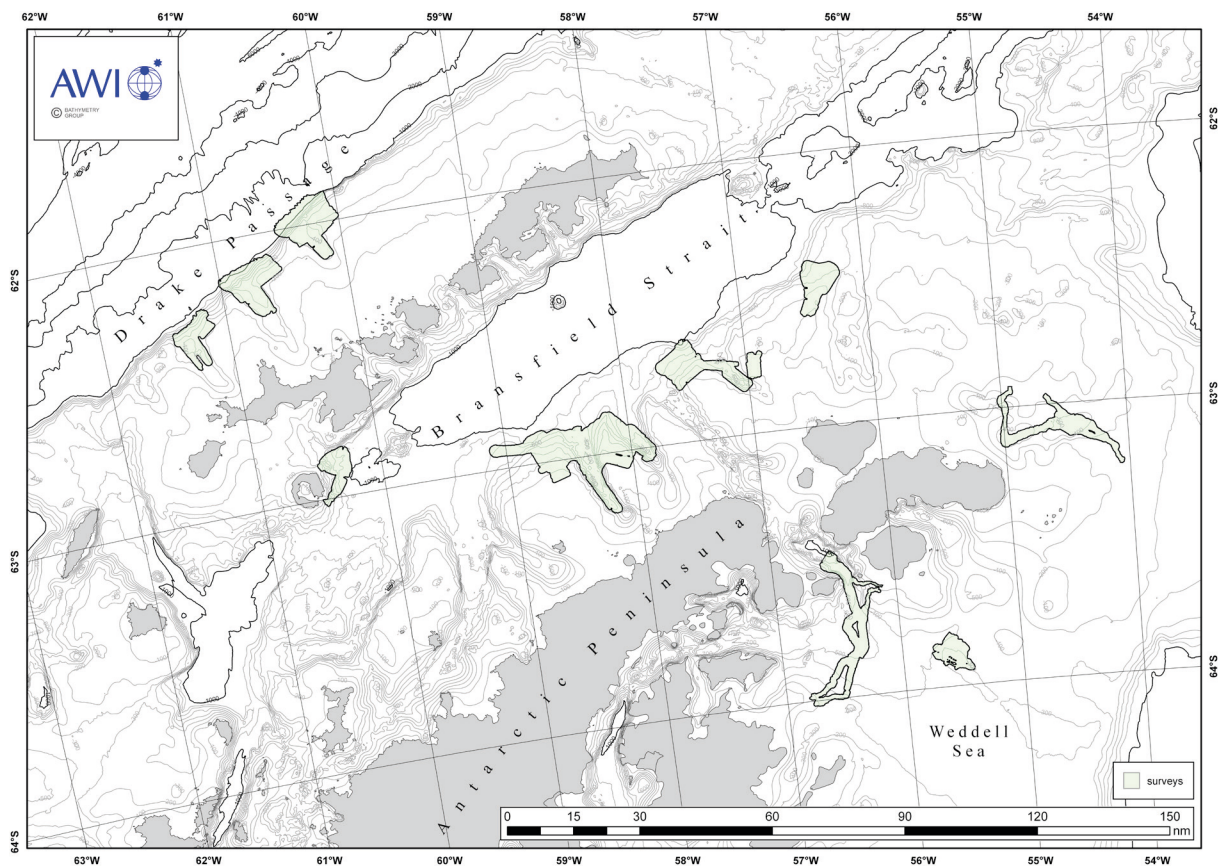 62°W 61°W 60°W 59°W 58°W 57°W 56°W 55°W 54°W
AWI
© BATHYMETRY
GROUP
62°S
62°S
Drake Passage
Bransfield Strait
63°S
63°S
Antarctic Peninsula
64°S
64°S
Weddell
Sea
surveys
0 15 30 60 90 120 150
nm
63°W 62°W 61°W 60°W 59°W 58°W 57°W 56°W 55°W 54°W